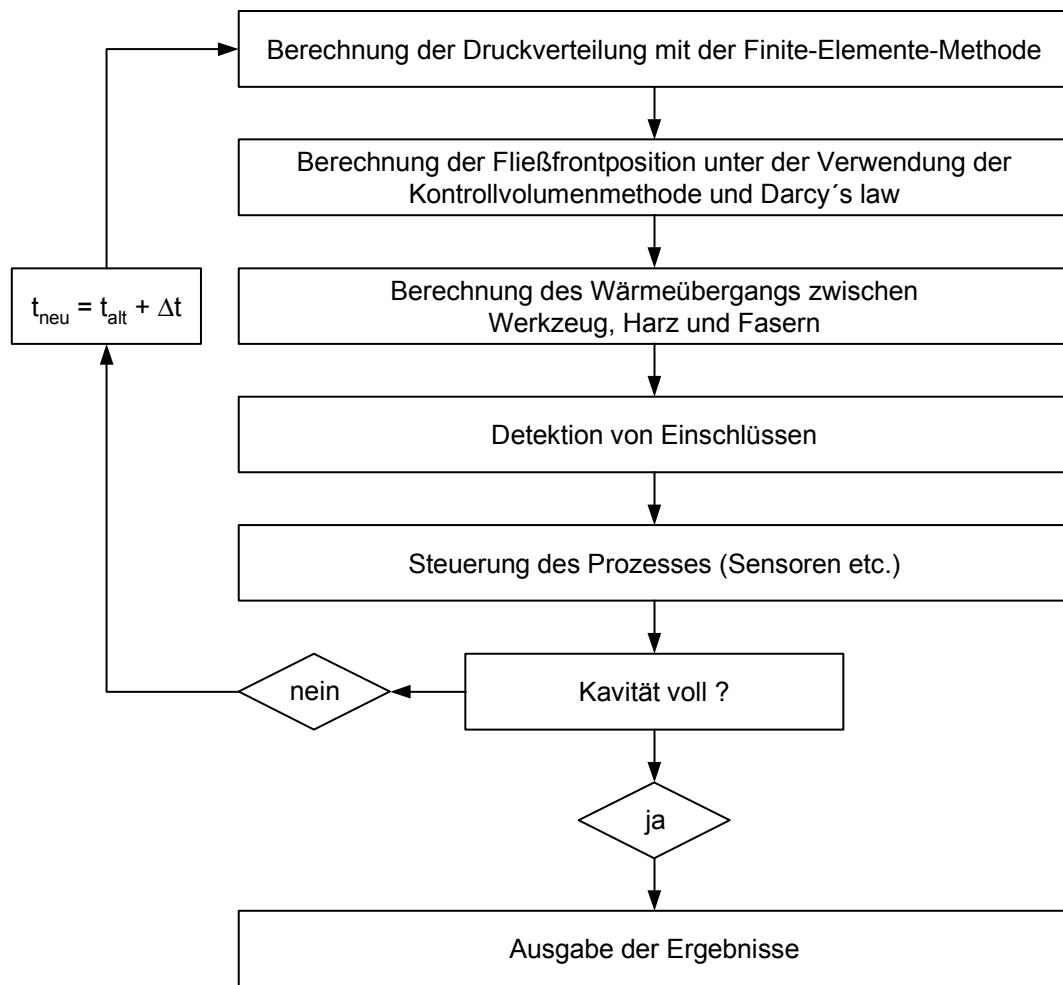 Berechnung der Druckverteilung mit der Finite-Elemente-Methode
Berechnung der Fließfrontposition unter der Verwendung der
Kontrollvolumenmethode und Darcy´s law
Berechnung des Wärmeübergangs zwischen
Werkzeug, Harz und Fasern
t_neu = t_alt + Δt
Detektion von Einschlüssen
Steuerung des Prozesses (Sensoren etc.)
Kavität voll ?
nein
ja
Ausgabe der Ergebnisse